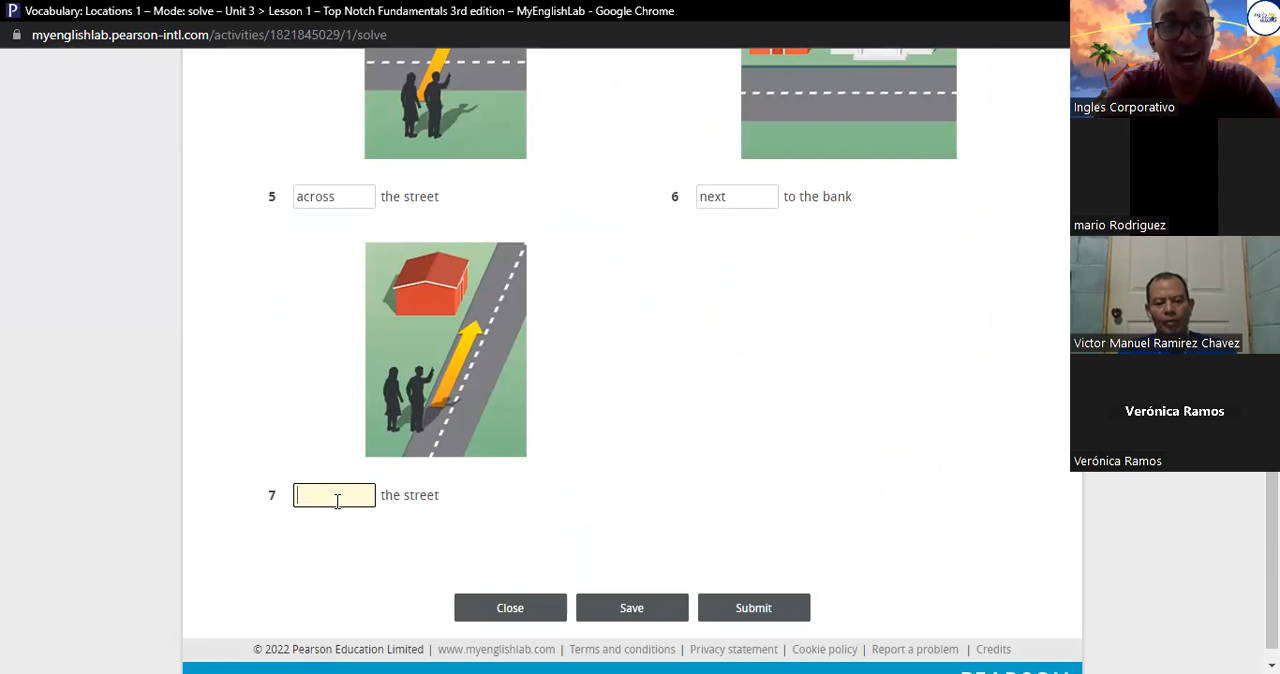 Vocabulary: Locations 1 – Mode: solve – Unit 3 > Lesson 1 – Top Notch Fundamentals 3rd edition – MyEnglishLab - Google Chrome
myenglishlab.pearson-intl.com/activities/1821845029/1/solve
Ingles Corporativo
mario Rodriguez
5 across the street
6 next to the bank
Victor Manuel Ramirez Chavez
Verónica Ramos
Verónica Ramos
7 the street
Close Save Submit
© 2022 Pearson Education Limited | www.myenglishlab.com | Terms and conditions | Privacy statement | Cookie policy | Report a problem | Credits
PEARSON